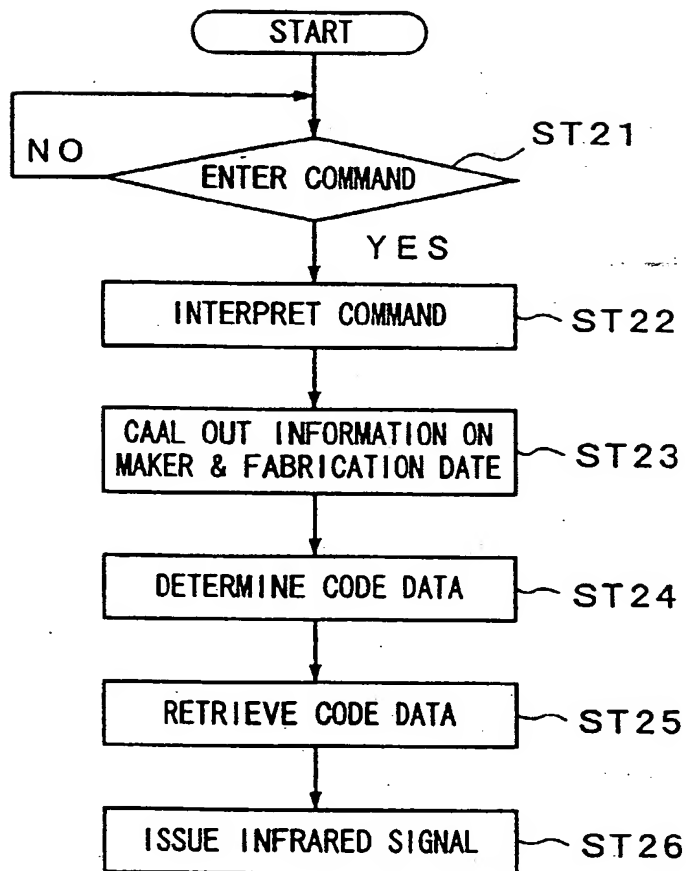 START
NO
ENTER COMMAND
ST21
YES
INTERPRET COMMAND
ST22
CAAL OUT INFORMATION ON
MAKER & FABRICATION DATE
ST23
DETERMINE CODE DATA
ST24
RETRIEVE CODE DATA
ST25
ISSUE INFRARED SIGNAL
ST26